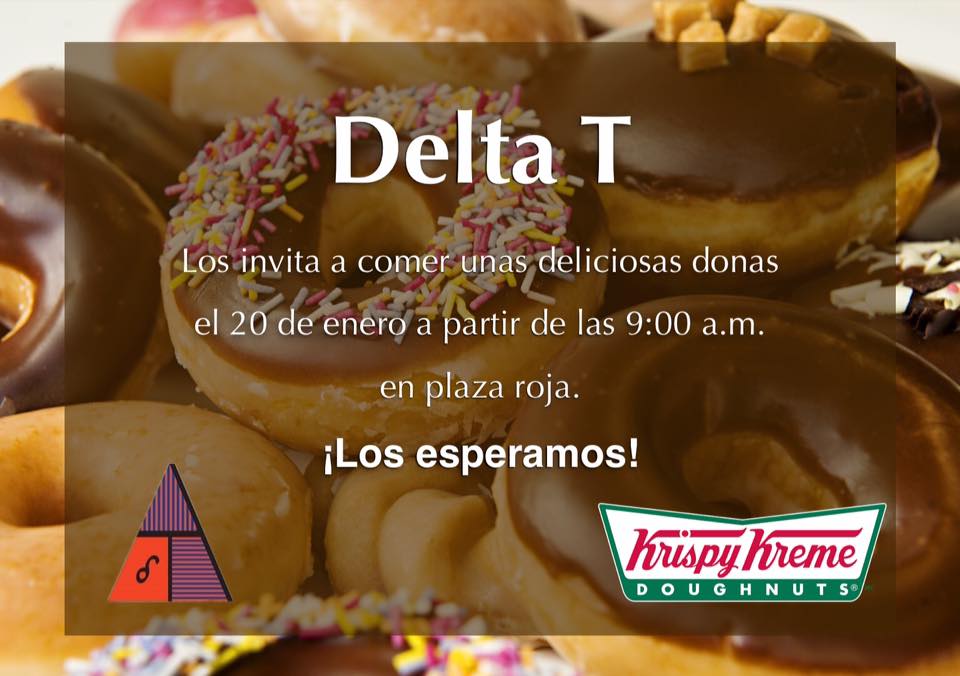 Delta T
Los invita a comer unas deliciosas donas
el 20 de enero a partir de las 9:00 a.m.
en plaza roja.
¡Los esperamos!
Krispy Kreme
DOUGHNUTS®